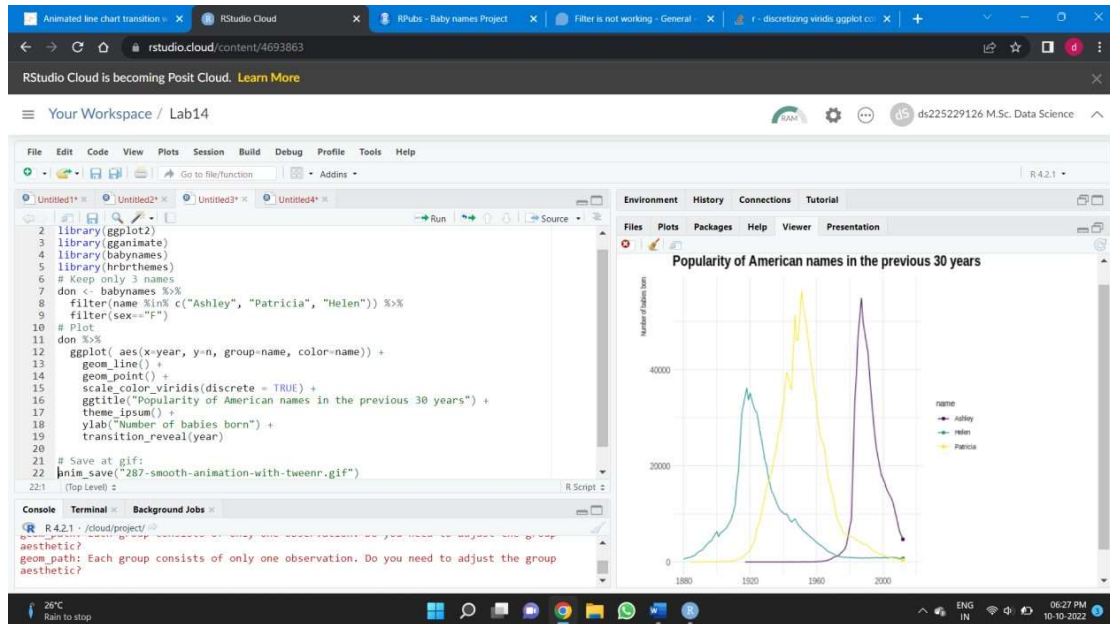 Animated line chart transition w
RStudio Cloud
RPubs - Baby names Project
Filter is not working - General
r - discretizing viridis ggplot co
rstudio.cloud/content/4693863
d
RStudio Cloud is becoming Posit Cloud. Learn More
Your Workspace / Lab14
RAM
dS
ds225229126 M.Sc. Data Science
File Edit Code View Plots Session Build Debug Profile Tools Help
Go to file/function
Addins
R 4.2.1
Untitled1* Untitled2* Untitled3* Untitled4*
Run
Source
2 library(ggplot2)
3 library(gganimate)
4 library(babynames)
5 library(hrbrthemes)
6 # Keep only 3 names
7 don <- babynames %>%
8 filter(name %in% c("Ashley", "Patricia", "Helen")) %>%
9 filter(sex=="F")
10 # Plot
11 don %>%
12 ggplot( aes(x=year, y=n, group=name, color=name)) +
13 geom_line() +
14 geom_point() +
15 scale_color_viridis(discrete = TRUE) +
16 ggtitle("Popularity of American names in the previous 30 years") +
17 theme_ipsum() +
18 ylab("Number of babies born") +
19 transition_reveal(year)
20
21 # Save at gif:
22 anim_save("287-smooth-animation-with-tweenr.gif")
22:1 (Top Level)
R Script
Console Terminal Background Jobs
R 4.2.1 · /cloud/project/
aesthetic?
geom_path: Each group consists of only one observation. Do you need to adjust the group
aesthetic?
Environment History Connections Tutorial
Files Plots Packages Help Viewer Presentation
Popularity of American names in the previous 30 years
Number of babies born
40000
20000
0
1880 1920 1960 2000
name
Ashley
Helen
Patricia
26°C
Rain to stop
ENG
IN
06:27 PM
10-10-2022